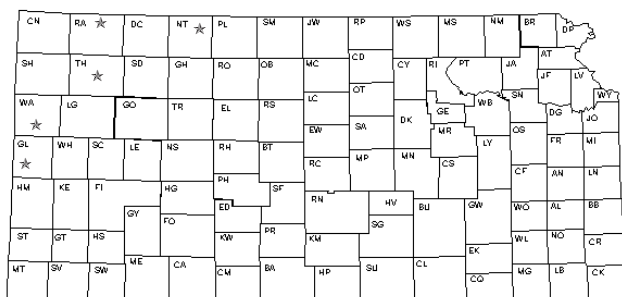 CN RA DC NT PL SM JW RP WS MS NM BR DP
SH TH SD GH RO OB MC CD CY RI PT JA AT
JF LV
WA LG GO TR EL RS LC OT GE WB SN WY
DG JO
EW SA DK MR OS
GL WH SC LE NS RH BT LY FR MI
RC MP MN CS
HM KE FI HG PH SF CF AN LN
GY FO ED RN HV BU GW WO AL BB
SG
ST GT HS KW PR KM WL NO CR
EK
MT SV SW ME CA CM BA HP SU CL CQ MG LB CK